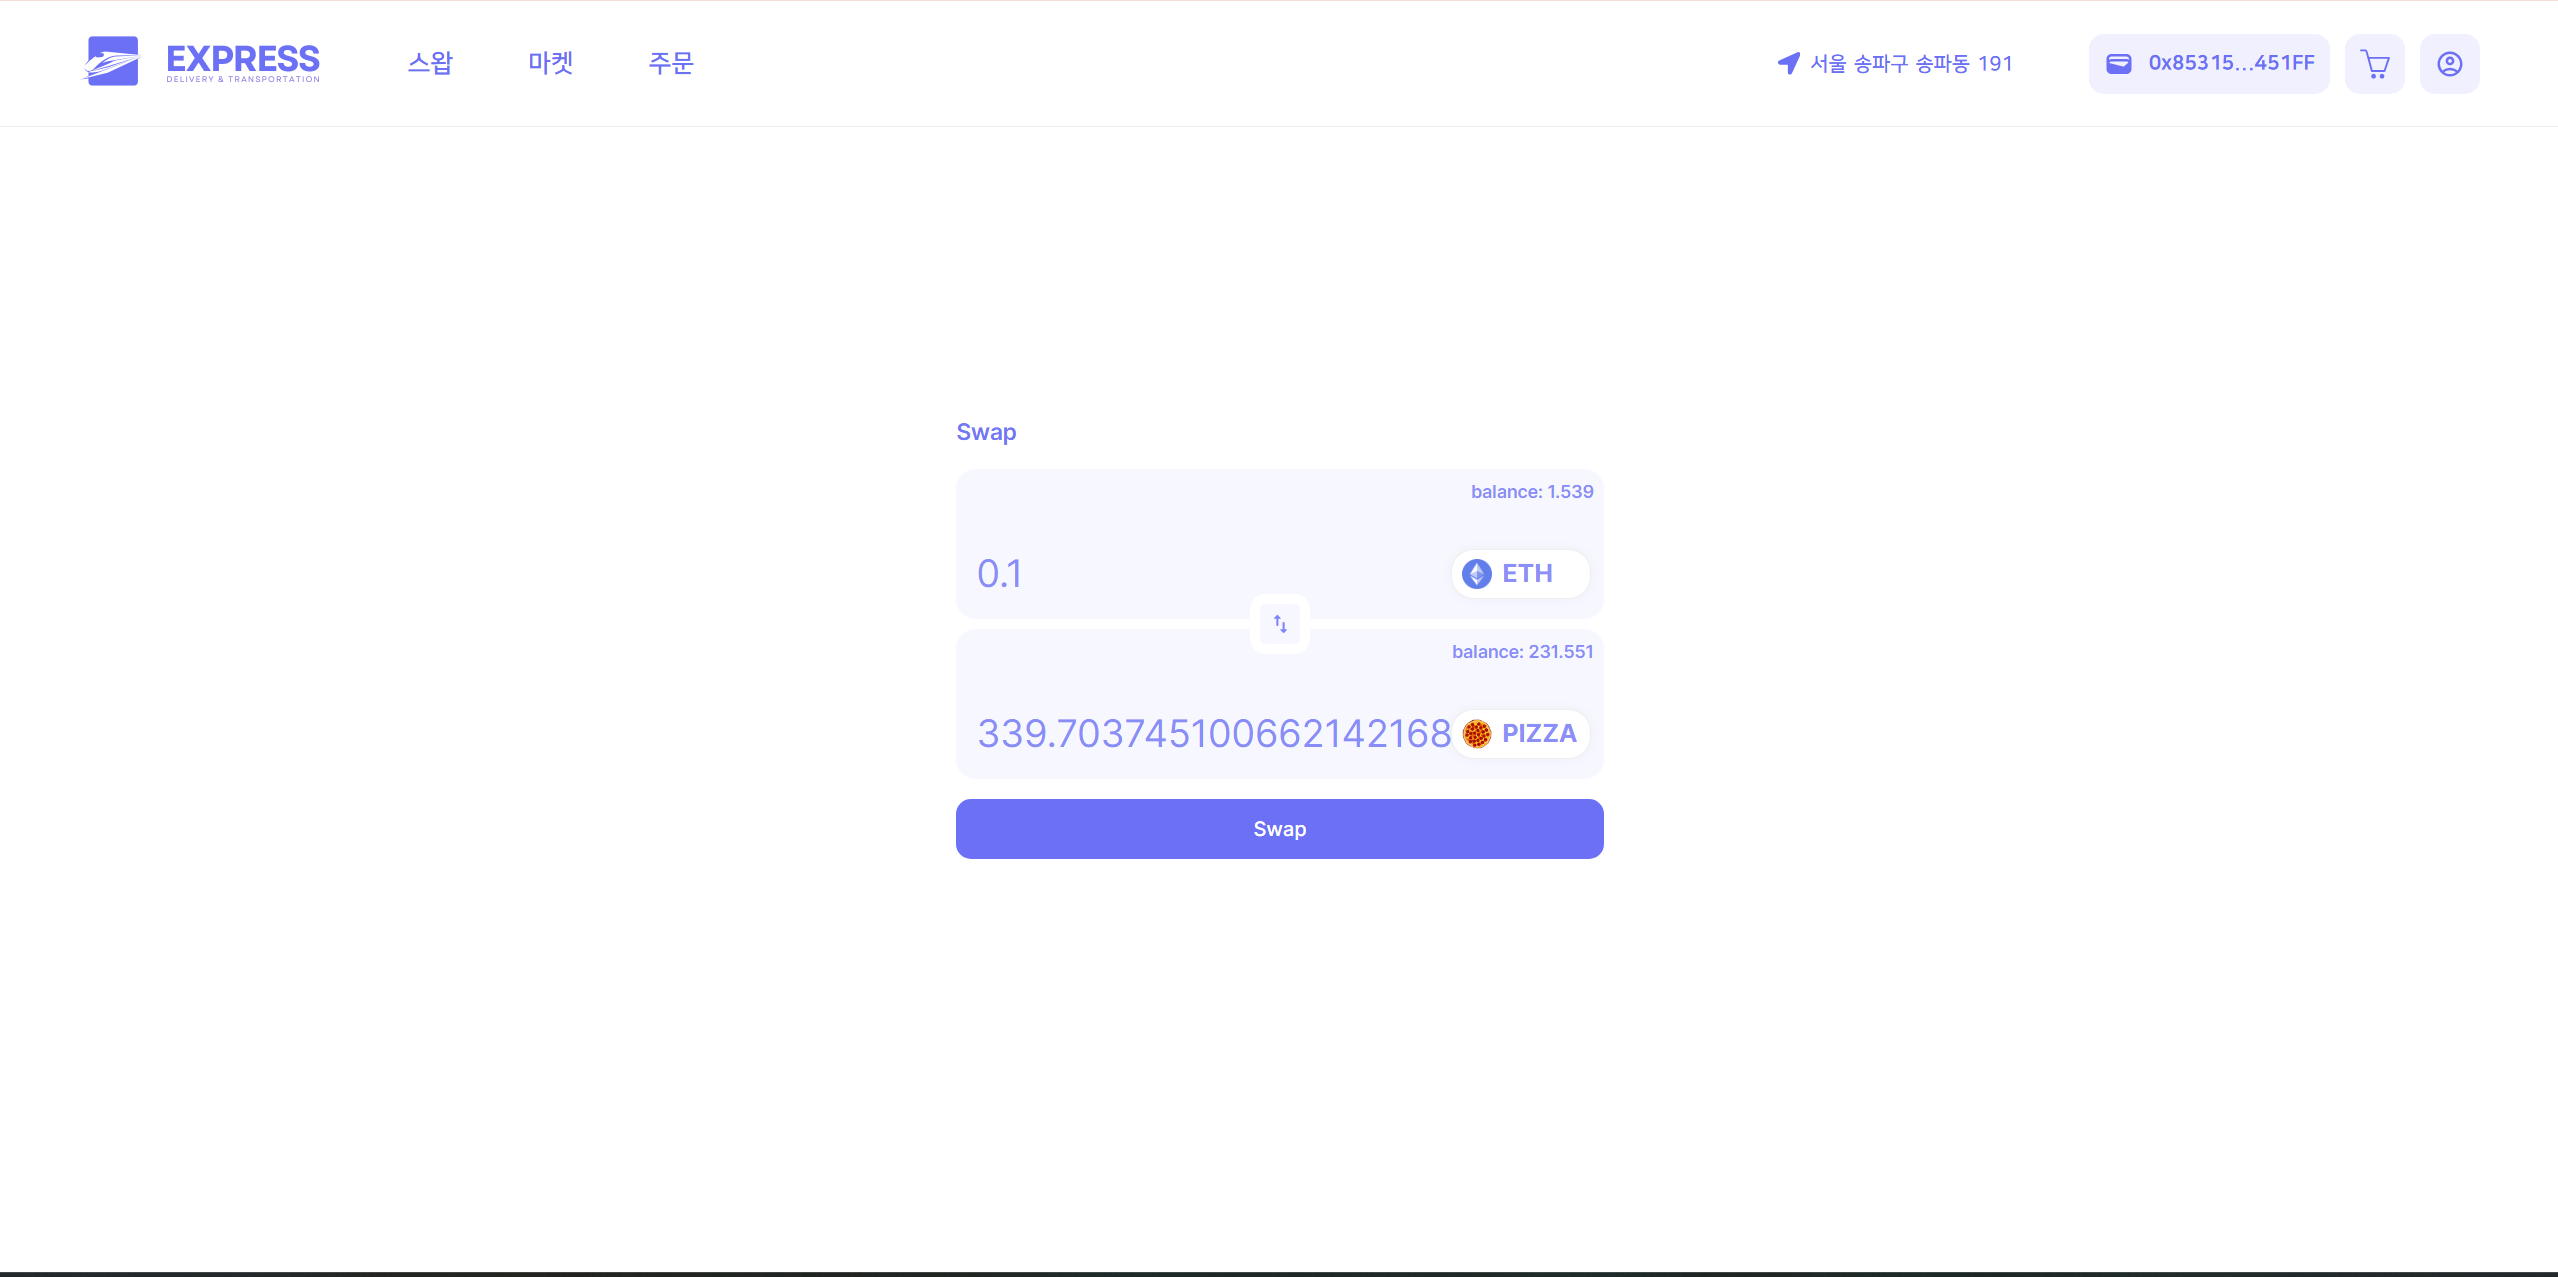 EXPRESS
DELIVERY & TRANSPORTATION
스왑
마켓
주문
서울 송파구 송파동 191
0x85315...451FF
Swap
balance: 1.539
0.1
ETH
balance: 231.551
339.703745100662142168
PIZZA
Swap